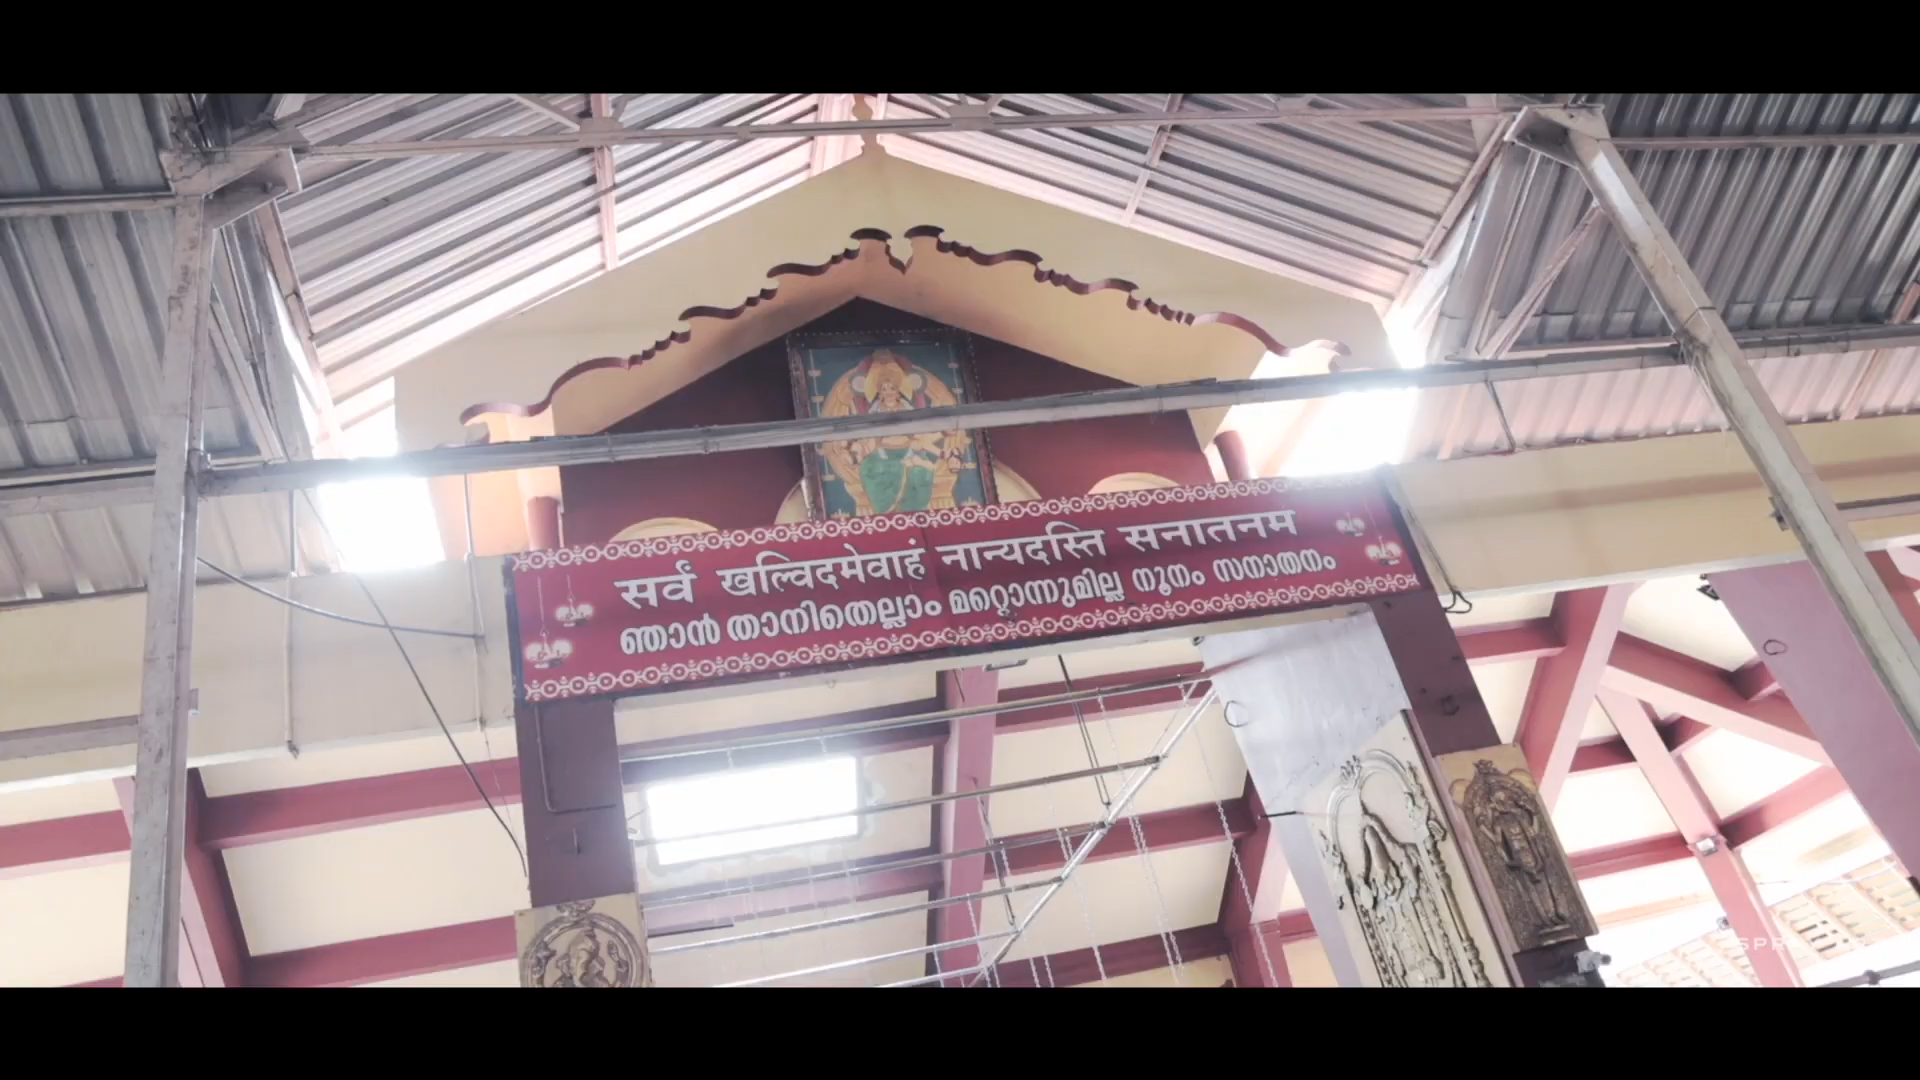 सर्वं खल्विदमेवाहं नान्यदस्ति सनातनम
ഞാൻ താനിതെല്ലാം മറ്റൊന്നുമില്ല നൂനം സനാതനം